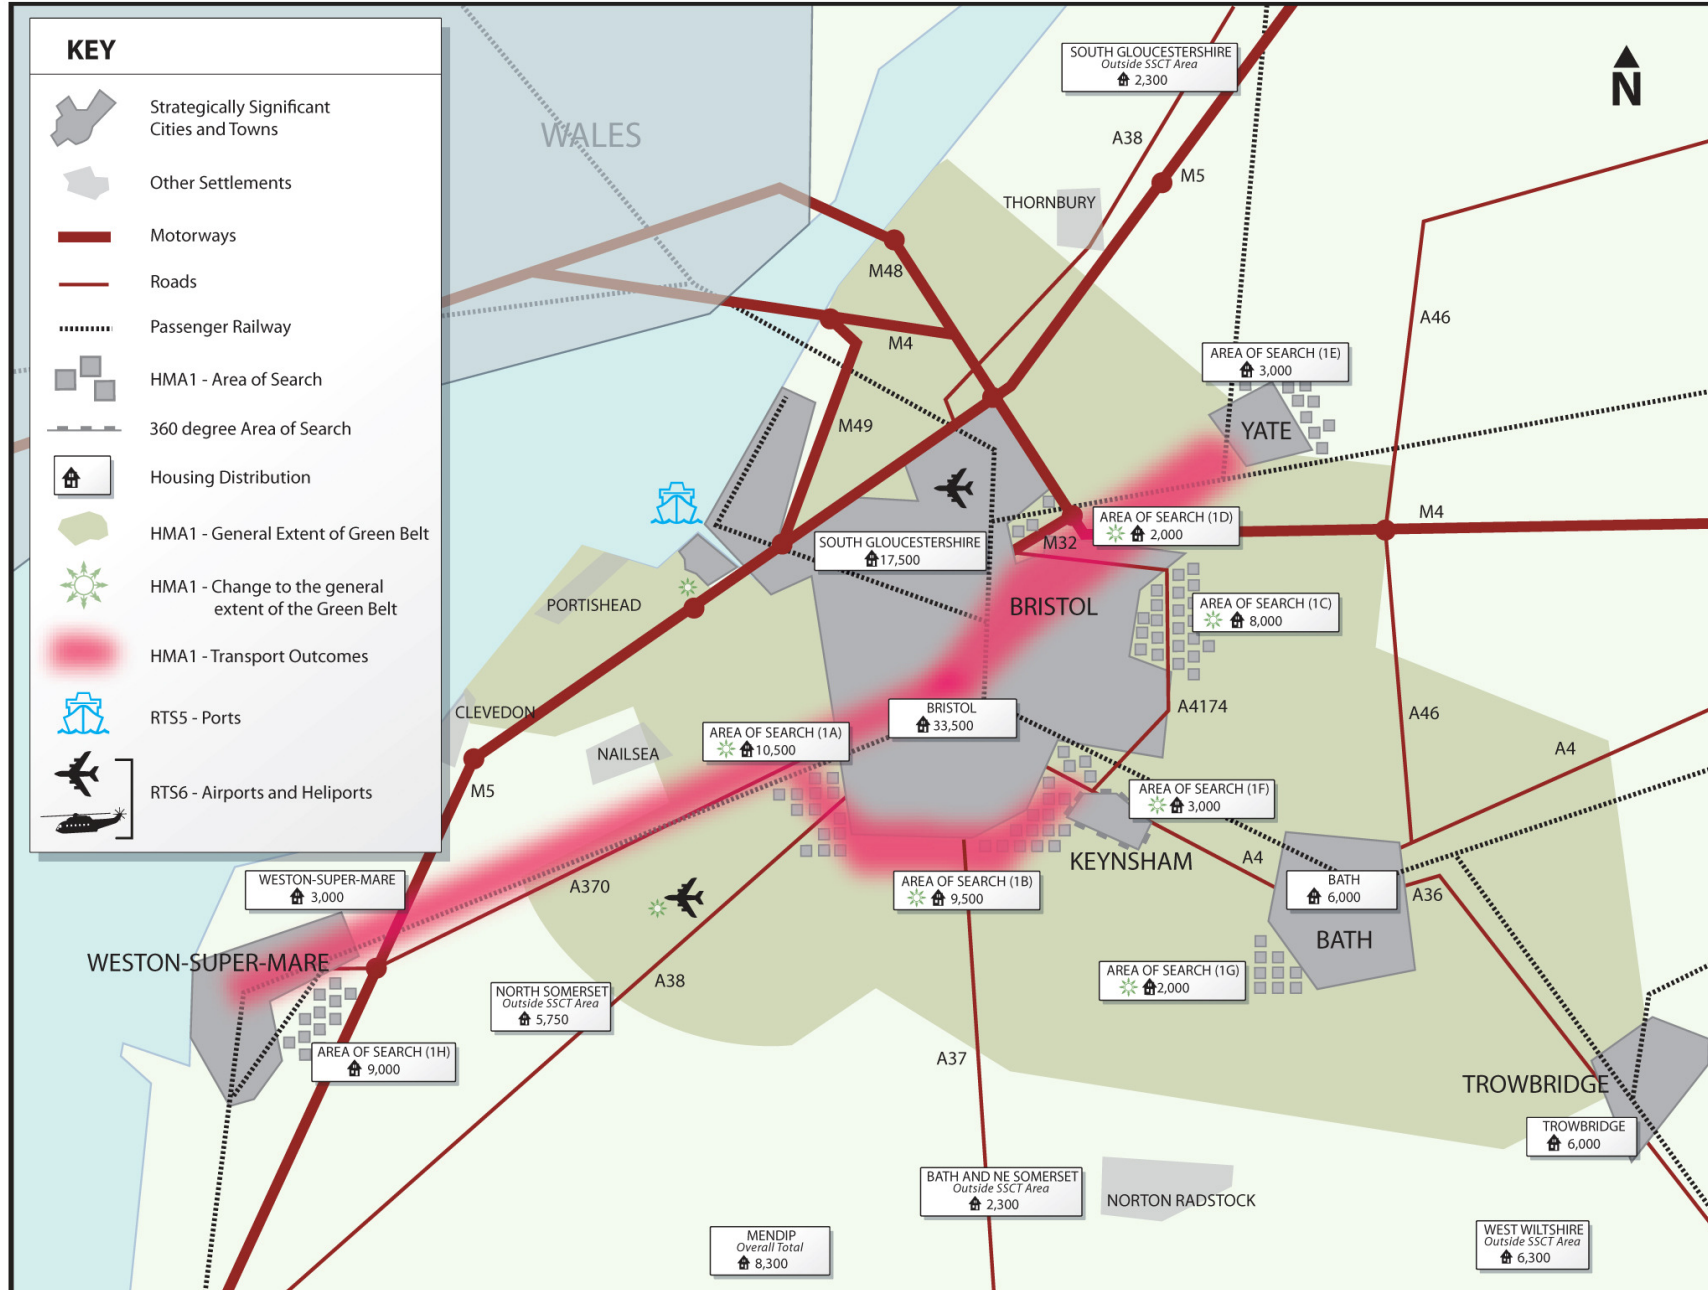 KEY
Strategically Significant
Cities and Towns
Other Settlements
Motorways
Roads
Passenger Railway
HMA1 - Area of Search
360 degree Area of Search
Housing Distribution
HMA1 - General Extent of Green Belt
HMA1 - Change to the general
extent of the Green Belt
HMA1 - Transport Outcomes
RTS5 - Ports
RTS6 - Airports and Heliports
N
WALES
SOUTH GLOUCESTERSHIRE
Outside SSCT Area
2,300
A38
M5
THORNBURY
M48
M4
A46
AREA OF SEARCH (1E)
3,000
M49
YATE
M4
AREA OF SEARCH (1D)
2,000
M32
SOUTH GLOUCESTERSHIRE
17,500
PORTISHEAD
BRISTOL
AREA OF SEARCH (1C)
8,000
CLEVEDON
BRISTOL
33,500
A4174
A46
NAILSEA
AREA OF SEARCH (1A)
10,500
A4
M5
AREA OF SEARCH (1F)
3,000
KEYNSHAM
A4
WESTON-SUPER-MARE
3,000
A370
AREA OF SEARCH (1B)
9,500
BATH
6,000
A36
BATH
WESTON-SUPER-MARE
AREA OF SEARCH (1G)
2,000
A38
NORTH SOMERSET
Outside SSCT Area
5,750
AREA OF SEARCH (1H)
9,000
A37
TROWBRIDGE
TROWBRIDGE
6,000
BATH AND NE SOMERSET
Outside SSCT Area
2,300
NORTON RADSTOCK
MENDIP
Overall Total
8,300
WEST WILTSHIRE
Outside SSCT Area
6,300